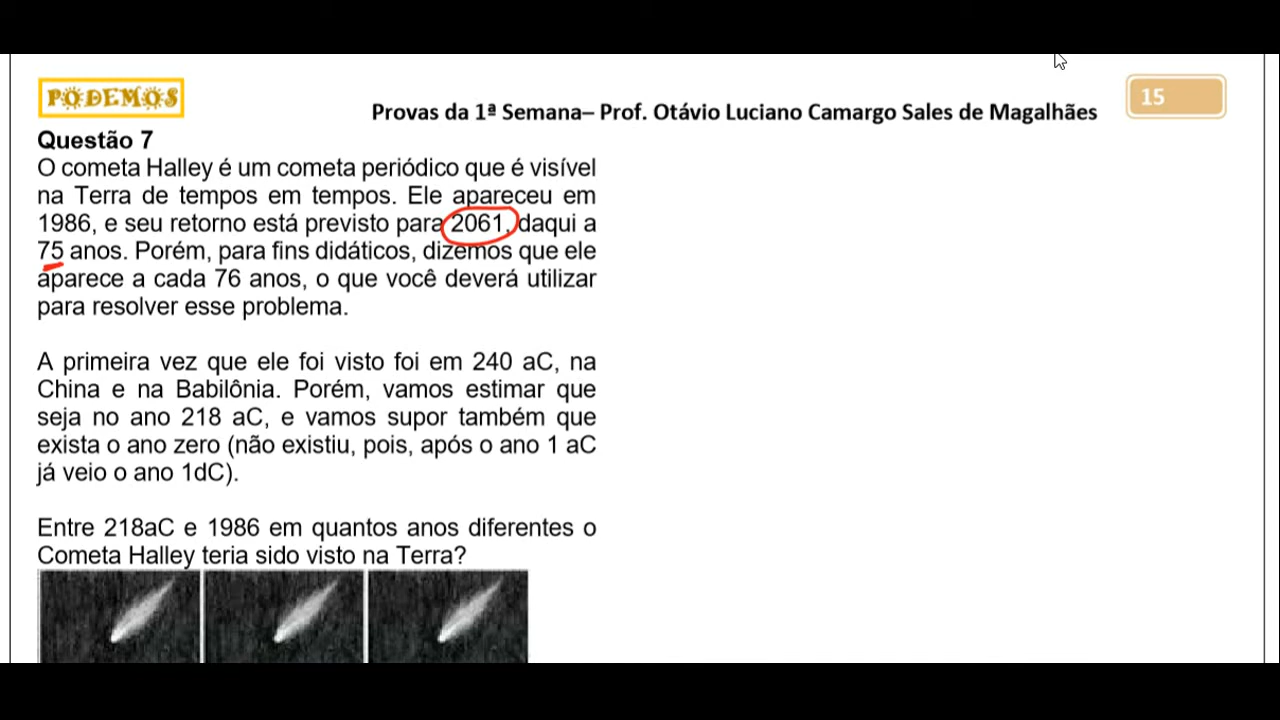 PODEMOS
Provas da 1ª Semana– Prof. Otávio Luciano Camargo Sales de Magalhães
15
Questão 7
O cometa Halley é um cometa periódico que é visível
na Terra de tempos em tempos. Ele apareceu em
1986, e seu retorno está previsto para 2061, daqui a
75 anos. Porém, para fins didáticos, dizemos que ele
aparece a cada 76 anos, o que você deverá utilizar
para resolver esse problema.
A primeira vez que ele foi visto foi em 240 aC, na
China e na Babilônia. Porém, vamos estimar que
seja no ano 218 aC, e vamos supor também que
exista o ano zero (não existiu, pois, após o ano 1 aC
já veio o ano 1dC).
Entre 218aC e 1986 em quantos anos diferentes o
Cometa Halley teria sido visto na Terra?